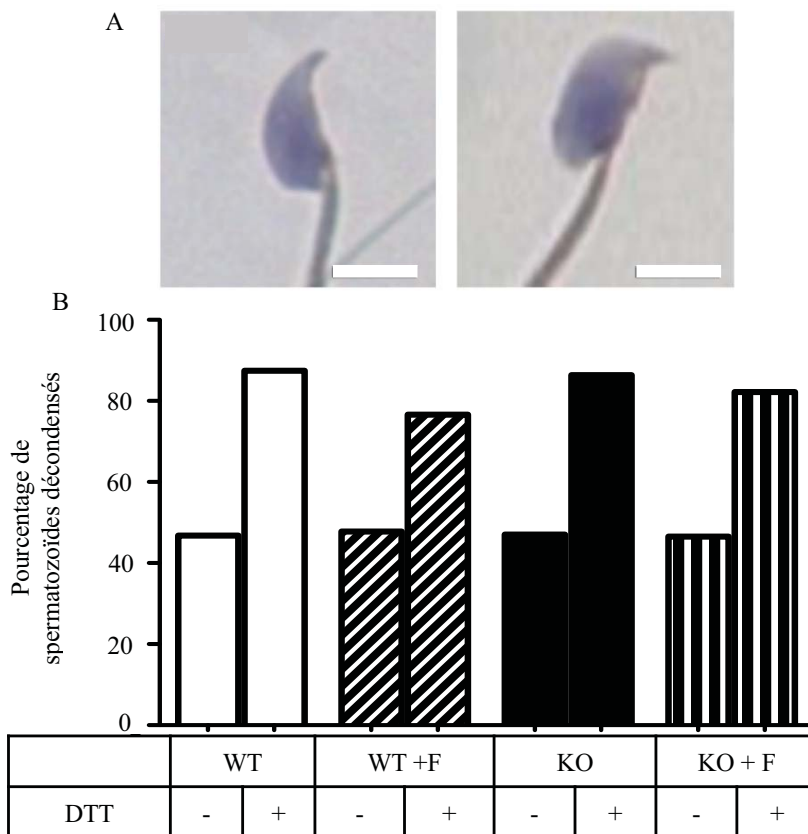 A
B
Pourcentage de
spermatozoïdes décondensés
100
80
60
40
20
0
WT
WT +F
KO
KO + F
DTT
-
+
-
+
-
+
-
+